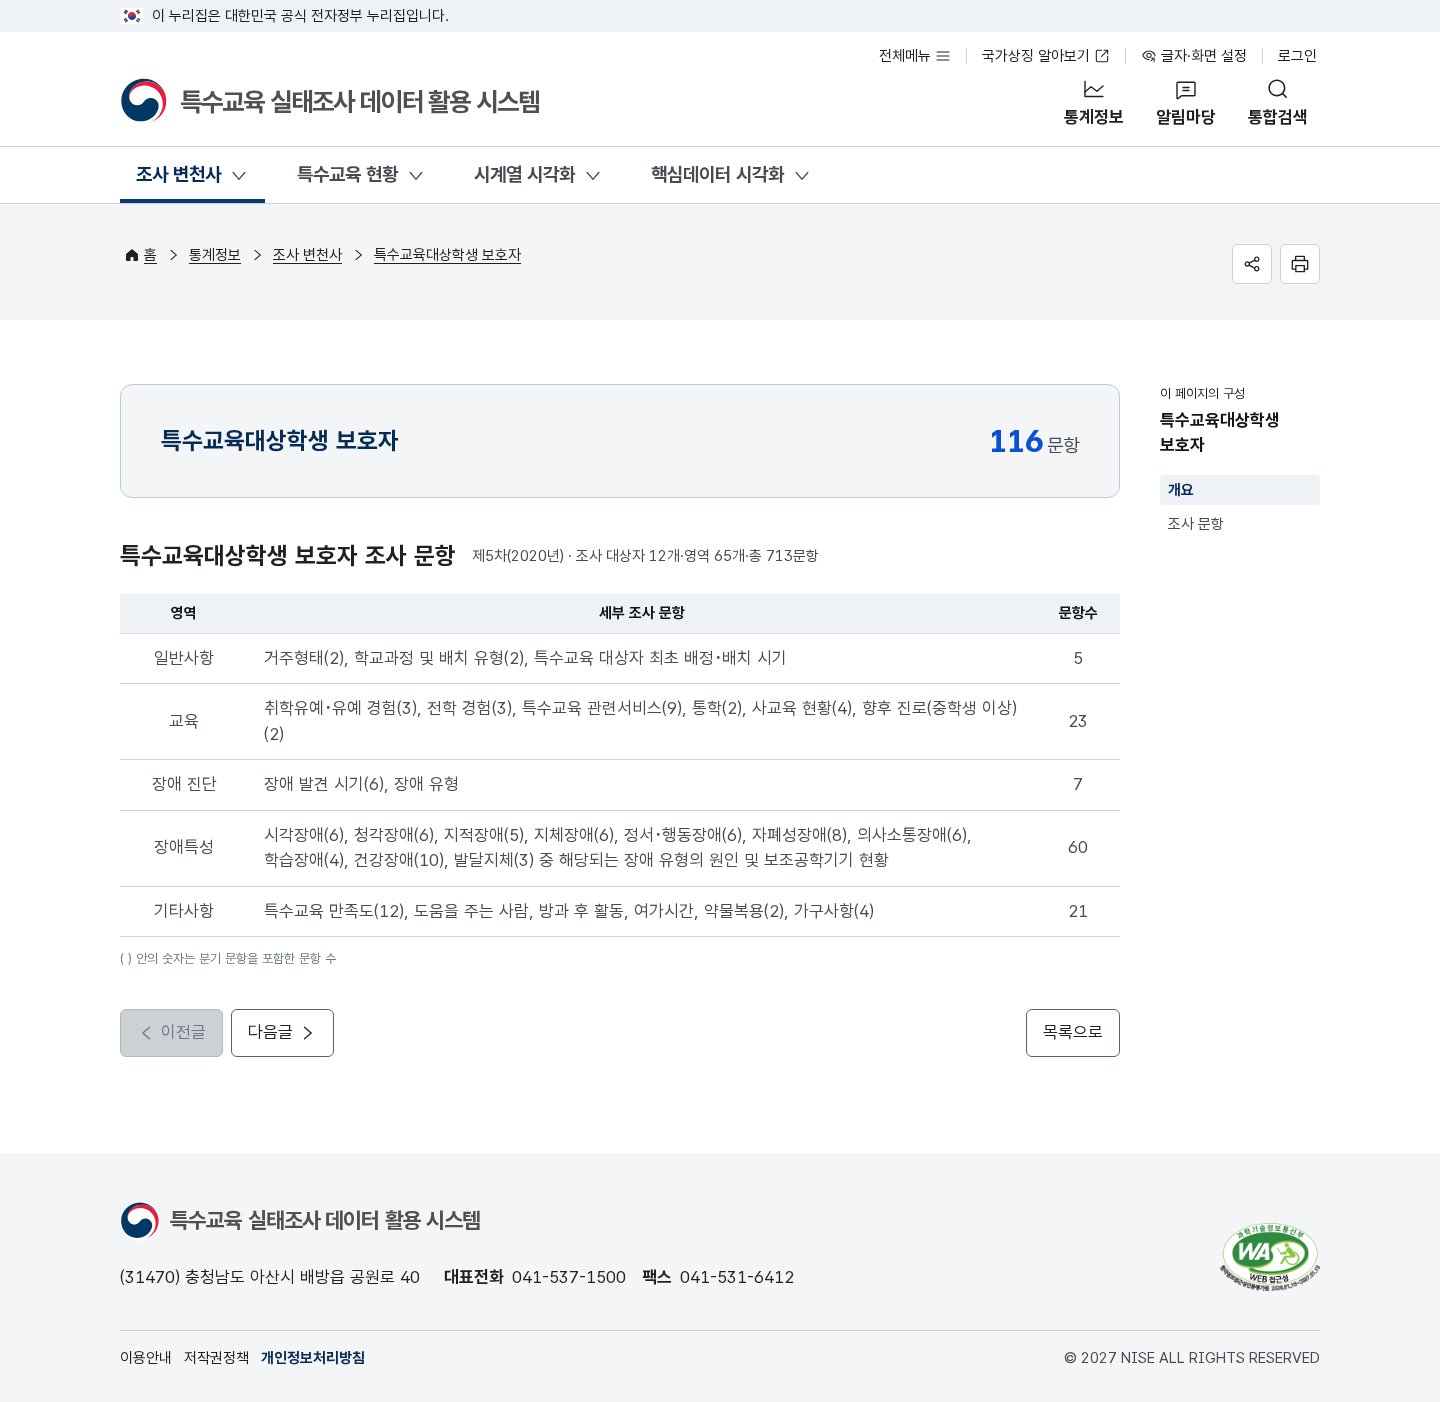 이 누리집은 대한민국 공식 전자정부 누리집입니다.
전체메뉴
국가상징 알아보기
글자·화면 설정
로그인
특수교육 실태조사 데이터 활용 시스템
통계정보
알림마당
통합검색
조사 변천사
특수교육 현황
시계열 시각화
핵심데이터 시각화
홈
통계정보
조사 변천사
특수교육대상학생 보호자
특수교육대상학생 보호자
116 문항
이 페이지의 구성
특수교육대상학생
보호자
개요
조사 문항
특수교육대상학생 보호자 조사 문항
제5차(2020년) · 조사 대상자 12개·영역 65개·총 713문항
영역 세부 조사 문항 문항수
일반사항 거주형태(2), 학교과정 및 배치 유형(2), 특수교육 대상자 최초 배정·배치 시기 5
교육 취학유예·유예 경험(3), 전학 경험(3), 특수교육 관련서비스(9), 통학(2), 사교육 현황(4), 향후 진로(중학생 이상)
(2) 23
장애 진단 장애 발견 시기(6), 장애 유형 7
장애특성 시각장애(6), 청각장애(6), 지적장애(5), 지체장애(6), 정서·행동장애(6), 자폐성장애(8), 의사소통장애(6),
학습장애(4), 건강장애(10), 발달지체(3) 중 해당되는 장애 유형의 원인 및 보조공학기기 현황 60
기타사항 특수교육 만족도(12), 도움을 주는 사람, 방과 후 활동, 여가시간, 약물복용(2), 가구사항(4) 21
( ) 안의 숫자는 분기 문항을 포함한 문항 수
이전글
다음글
목록으로
특수교육 실태조사 데이터 활용 시스템
(31470) 충청남도 아산시 배방읍 공원로 40 대표전화 041-537-1500 팩스 041-531-6412
과학기술정보통신부
WA
WEB 접근성
이용안내 저작권정책 개인정보처리방침
© 2027 NISE ALL RIGHTS RESERVED